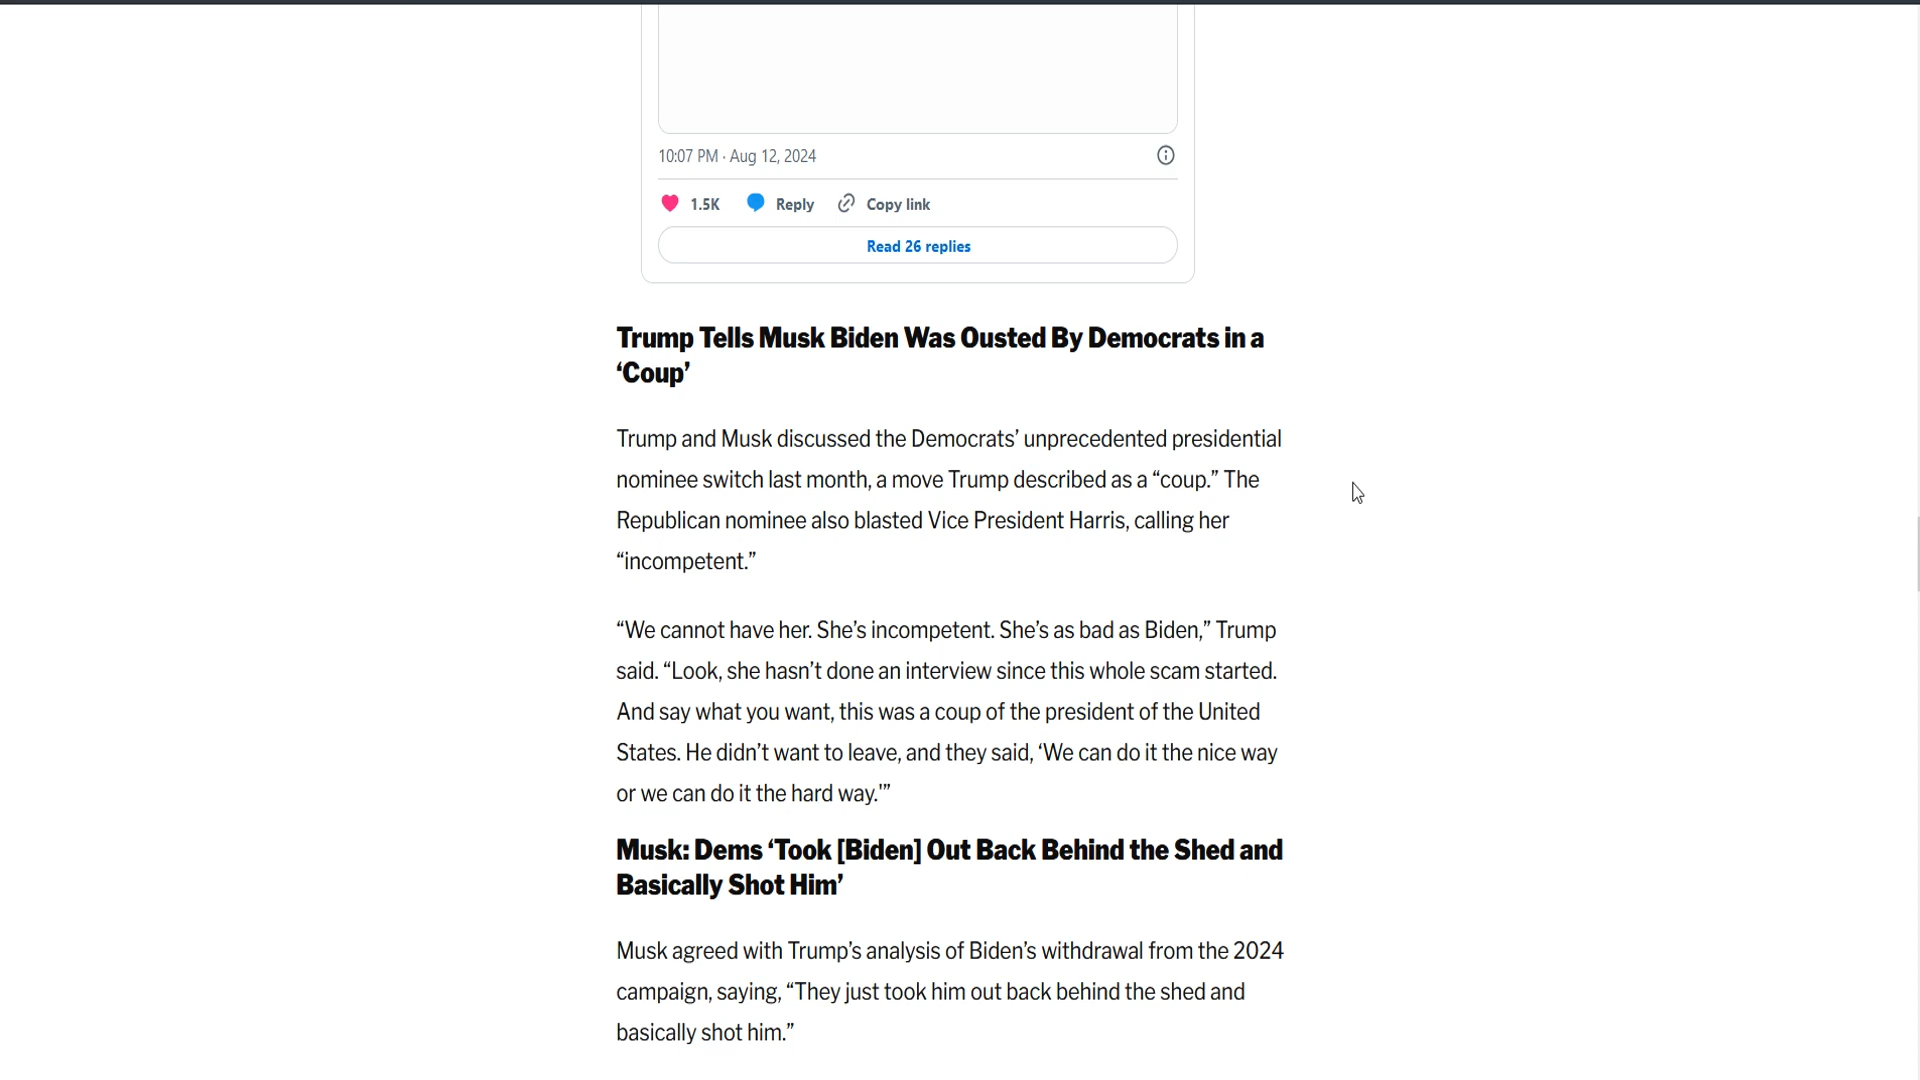 10:07 PM · Aug 12, 2024
1.5K Reply Copy link
Read 26 replies
Trump Tells Musk Biden Was Ousted By Democrats in a
‘Coup’
Trump and Musk discussed the Democrats’ unprecedented presidential
nominee switch last month, a move Trump described as a “coup.” The
Republican nominee also blasted Vice President Harris, calling her
“incompetent.”
“We cannot have her. She’s incompetent. She’s as bad as Biden,” Trump
said. “Look, she hasn’t done an interview since this whole scam started.
And say what you want, this was a coup of the president of the United
States. He didn’t want to leave, and they said, ‘We can do it the nice way
or we can do it the hard way.'”
Musk: Dems ‘Took [Biden] Out Back Behind the Shed and
Basically Shot Him’
Musk agreed with Trump’s analysis of Biden’s withdrawal from the 2024
campaign, saying, “They just took him out back behind the shed and
basically shot him.”